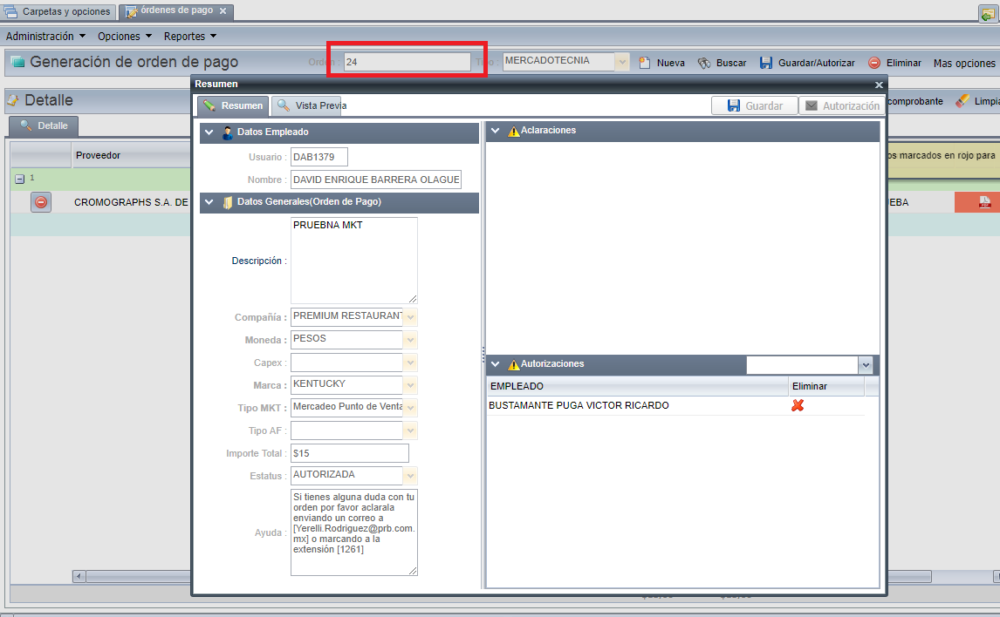 Carpetas y opciones
órdenes de pago
Administración Opciones Reportes
Generación de orden de pago
Orden : 24 Tipo : MERCADOTECNIA Nueva Buscar Guardar/Autorizar Eliminar Mas opciones
Detalle
comprobante Limpia
Detalle
Proveedor
os marcados en rojo para
1
CROMOGRAPHS S.A. DE
EBA
Resumen
Resumen Vista Previa Guardar Autorización
Datos Empleado
Usuario : DAB1379
Nombre : DAVID ENRIQUE BARRERA OLAGUE
Datos Generales(Orden de Pago)
Descripción : PRUEBNA MKT
Compañía : PREMIUM RESTAURANT
Moneda : PESOS
Capex :
Marca : KENTUCKY
Tipo MKT : Mercadeo Punto de Venta
Tipo AF :
Importe Total : $15
Estatus : AUTORIZADA
Ayuda :
Si tienes alguna duda con tu
orden por favor aclarala
enviando un correo a
[Yerelli.Rodriguez@prb.com.
mx] o marcando a la
extensión [1261]
Aclaraciones
Autorizaciones
EMPLEADO Eliminar
BUSTAMANTE PUGA VICTOR RICARDO